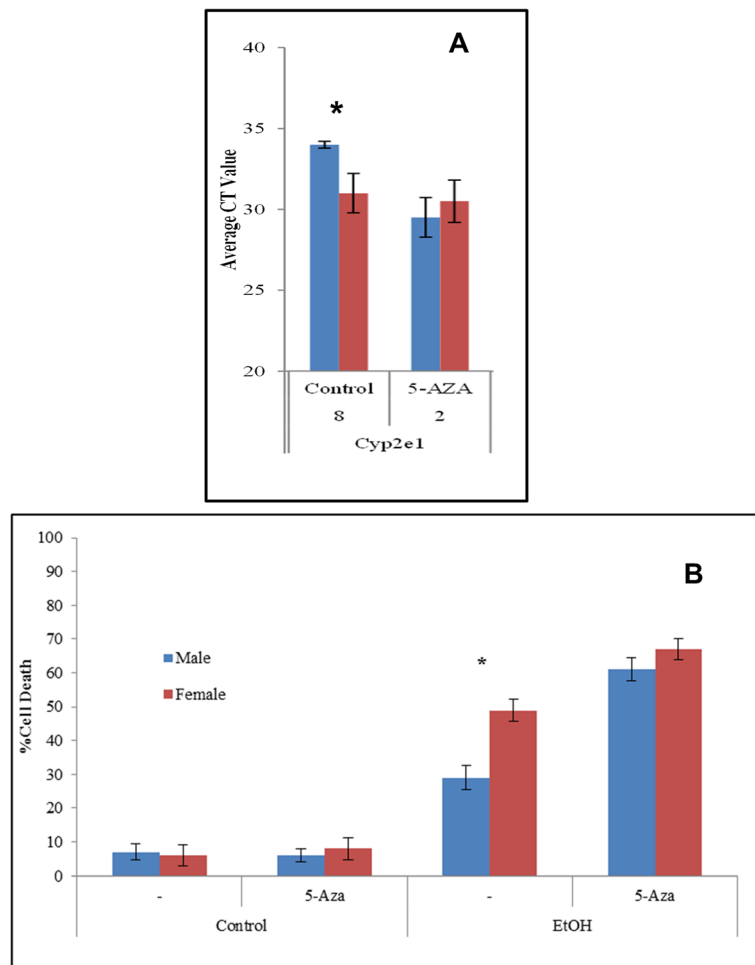 A
40
*
35
30
25
20
Average CT Value
Control 5-AZA
8 2
Cyp2e1
B
100
90
80
70
60
50
40
30
20
10
0
%Cell Death
Male
Female
*
- 5-Aza - 5-Aza
Control EtOH